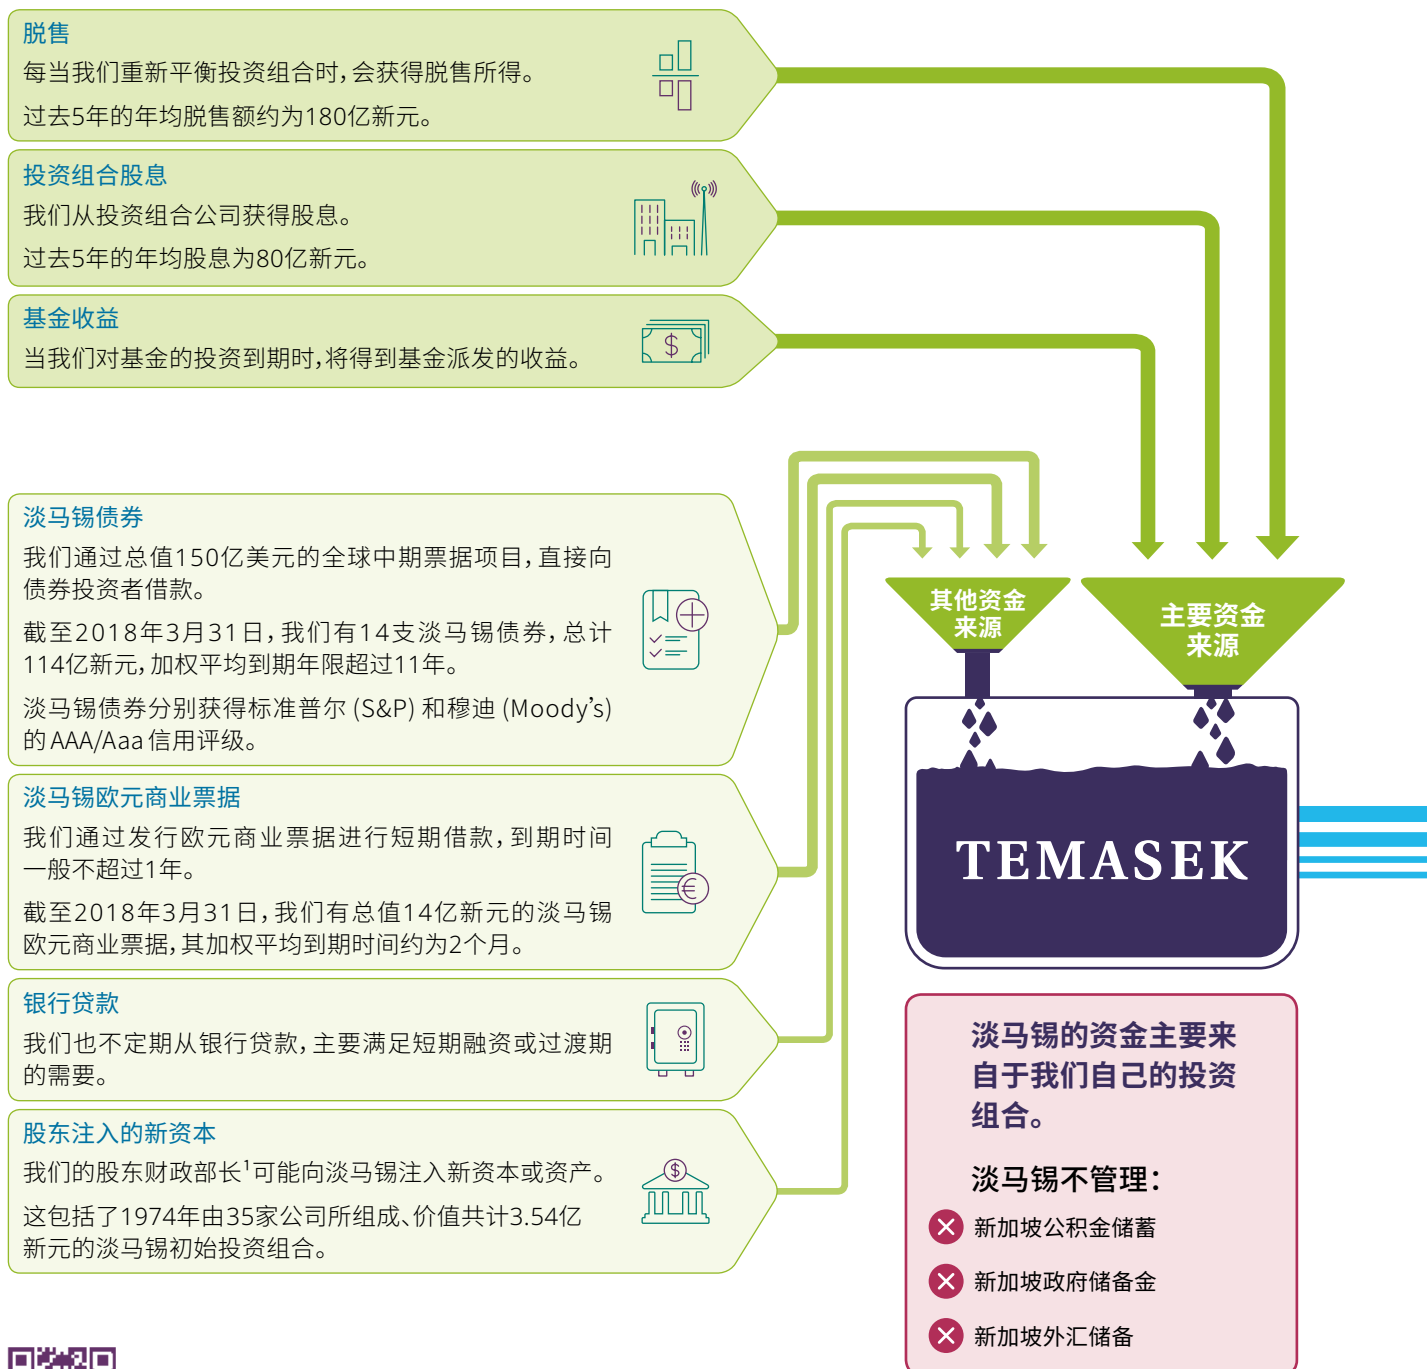 脱售
每当我们重新平衡投资组合时，会获得脱售所得。
过去5年的年均脱售额约为180亿新元。
投资组合股息
我们从投资组合公司获得股息。
过去5年的年均股息为80亿新元。
基金收益
当我们对基金的投资到期时，将得到基金派发的收益。
$
淡马锡债券
我们通过总值150亿美元的全球中期票据项目，直接向
债券投资者借款。
截至2018年3月31日，我们有14支淡马锡债券，总计
114亿新元，加权平均到期年限超过11年。
淡马锡债券分别获得标准普尔 (S&P) 和穆迪 (Moody's)
的 AAA/Aaa 信用评级。
淡马锡欧元商业票据
我们通过发行欧元商业票据进行短期借款，到期时间
一般不超过1年。
截至2018年3月31日，我们有总值14亿新元的淡马锡
欧元商业票据，其加权平均到期时间约为2个月。
€
银行贷款
我们也不定期从银行贷款，主要满足短期融资或过渡期
的需要。
股东注入的新资本
我们的股东财政部长¹可能向淡马锡注入新资本或资产。
这包括了1974年由35家公司所组成、价值共计3.54亿
新元的淡马锡初始投资组合。
$
其他资金
来源
主要资金
来源
TEMASEK
淡马锡的资金主要来
自于我们自己的投资
组合。
淡马锡不管理：
新加坡公积金储蓄
新加坡政府储备金
新加坡外汇储备